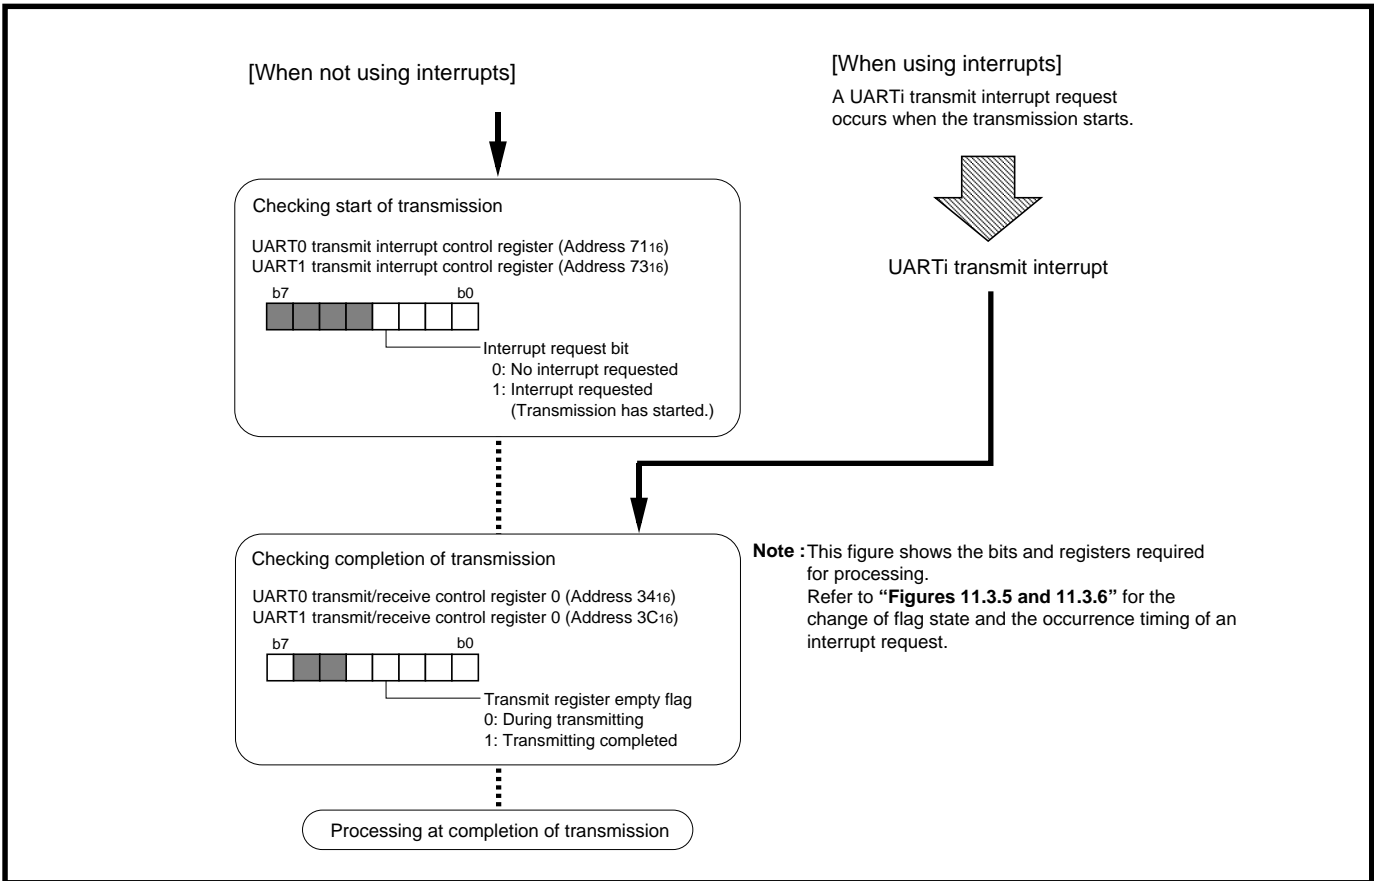 [When not using interrupts]
[When using interrupts]
A UARTi transmit interrupt request
occurs when the transmission starts.
Checking start of transmission
UART0 transmit interrupt control register (Address 7116)
UART1 transmit interrupt control register (Address 7316)
b7 b0
Interrupt request bit
0: No interrupt requested
1: Interrupt requested
(Transmission has started.)
UARTi transmit interrupt
Checking completion of transmission
UART0 transmit/receive control register 0 (Address 3416)
UART1 transmit/receive control register 0 (Address 3C16)
b7 b0
Transmit register empty flag
0: During transmitting
1: Transmitting completed
Note : This figure shows the bits and registers required
for processing.
Refer to “Figures 11.3.5 and 11.3.6” for the
change of flag state and the occurrence timing of an
interrupt request.
Processing at completion of transmission